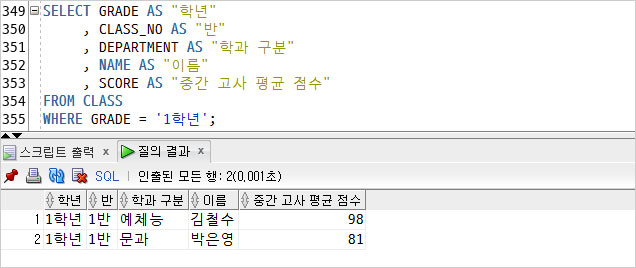 349 SELECT GRADE AS "학년"
350 , CLASS_NO AS "반"
351 , DEPARTMENT AS "학과 구분"
352 , NAME AS "이름"
353 , SCORE AS "중간 고사 평균 점수"
354 FROM CLASS
355 WHERE GRADE = '1학년';
스크립트 출력 x 질의 결과 x
SQL | 인출된 모든 행: 2(0,001초)
학년 반 학과 구분 이름 중간 고사 평균 점수
1 1학년 1반 예체능 김철수 98
2 1학년 1반 문과 박은영 81